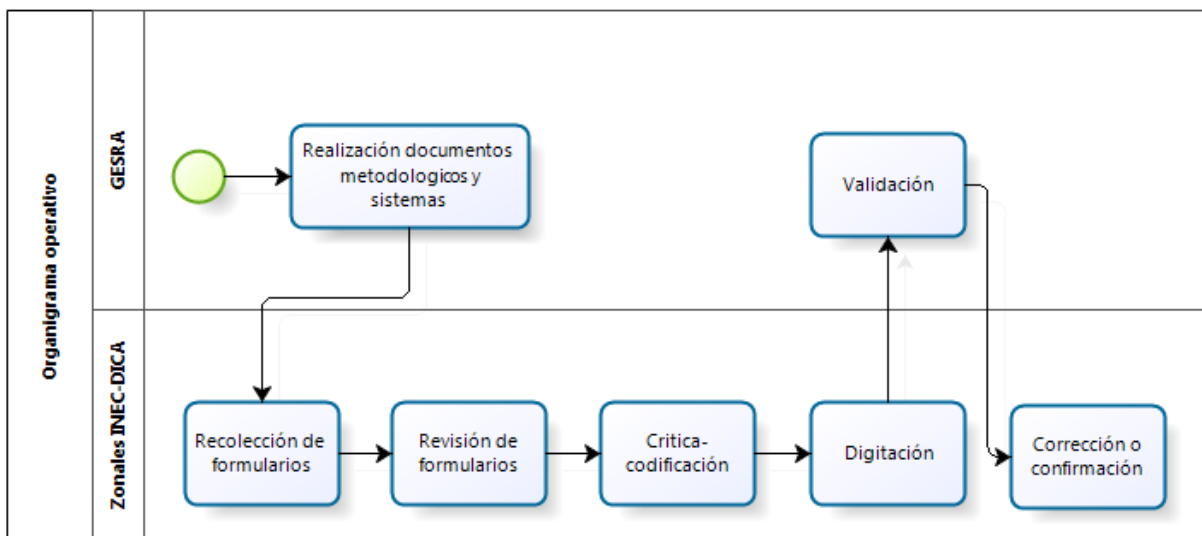 Organigrama operativo
GESRA
Realización documentos
metodologicos y
sistemas
Validación
Zonales INEC-DICA
Recolección de
formularios
Revisión de
formularios
Critica-
codificación
Digitación
Corrección o
confirmación